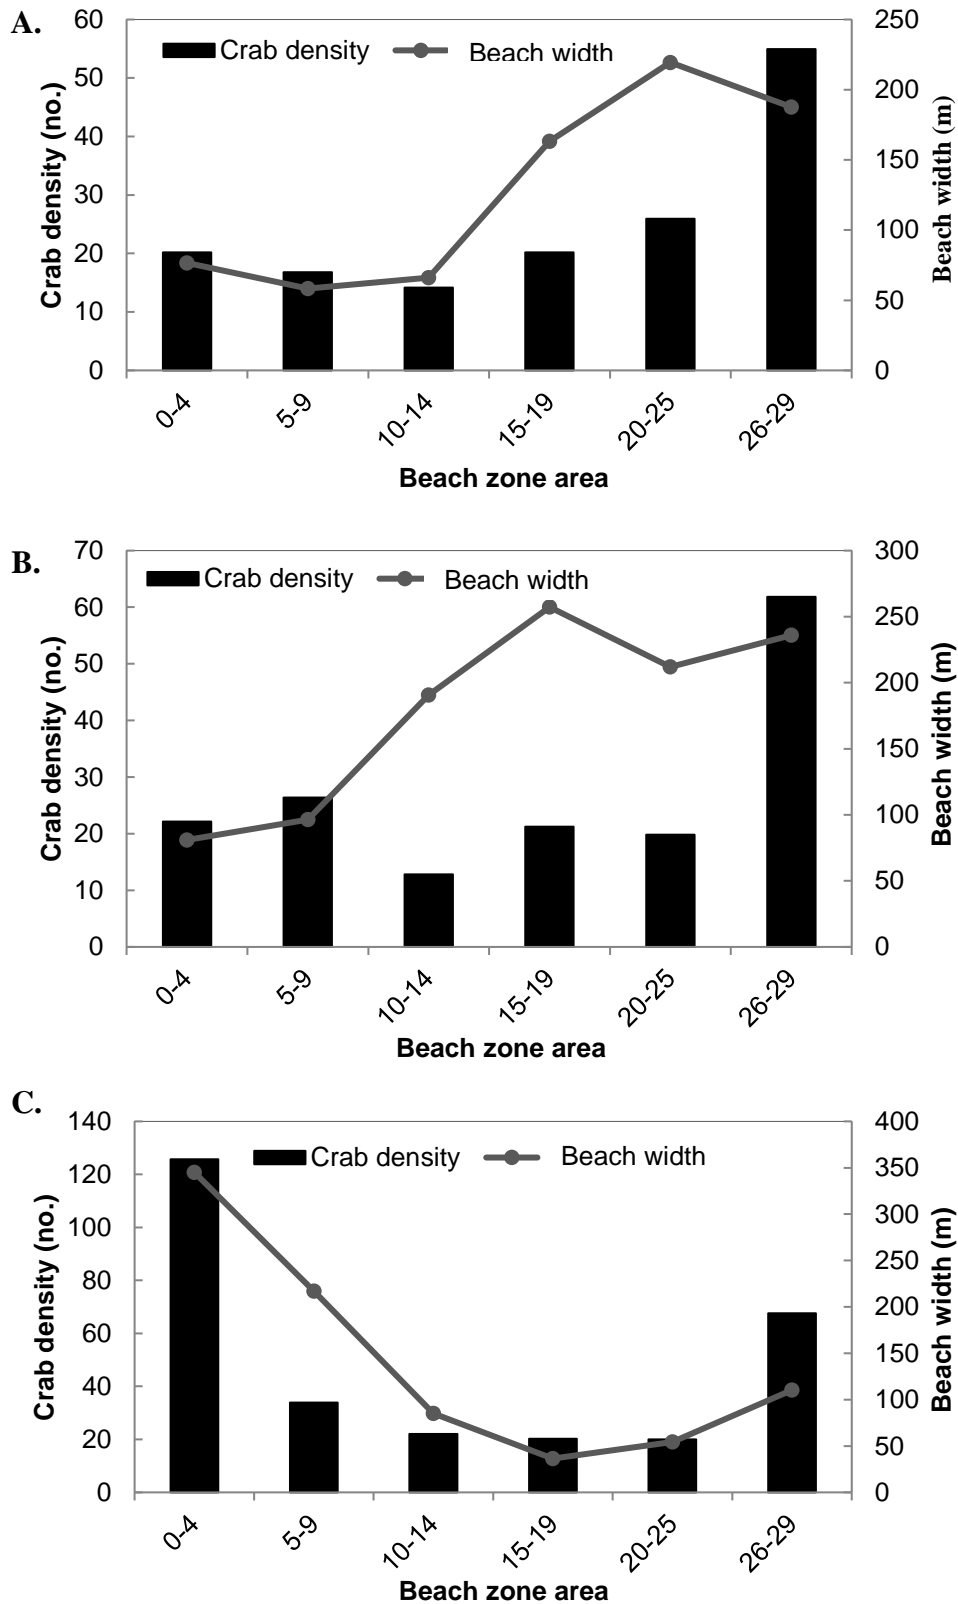 A.
Crab density Beach width
Crab density (no.)
60
50
40
30
20
10
0
250
200
150
100
50
0
Beach width (m)
0-4 5-9 10-14 15-19 20-25 26-29
Beach zone area
B.
Crab density Beach width
Crab density (no.)
70
60
50
40
30
20
10
0
300
250
200
150
100
50
0
Beach width (m)
0-4 5-9 10-14 15-19 20-25 26-29
Beach zone area
C.
Crab density Beach width
Crab density (no.)
140
120
100
80
60
40
20
0
400
350
300
250
200
150
100
50
0
Beach width (m)
0-4 5-9 10-14 15-19 20-25 26-29
Beach zone area